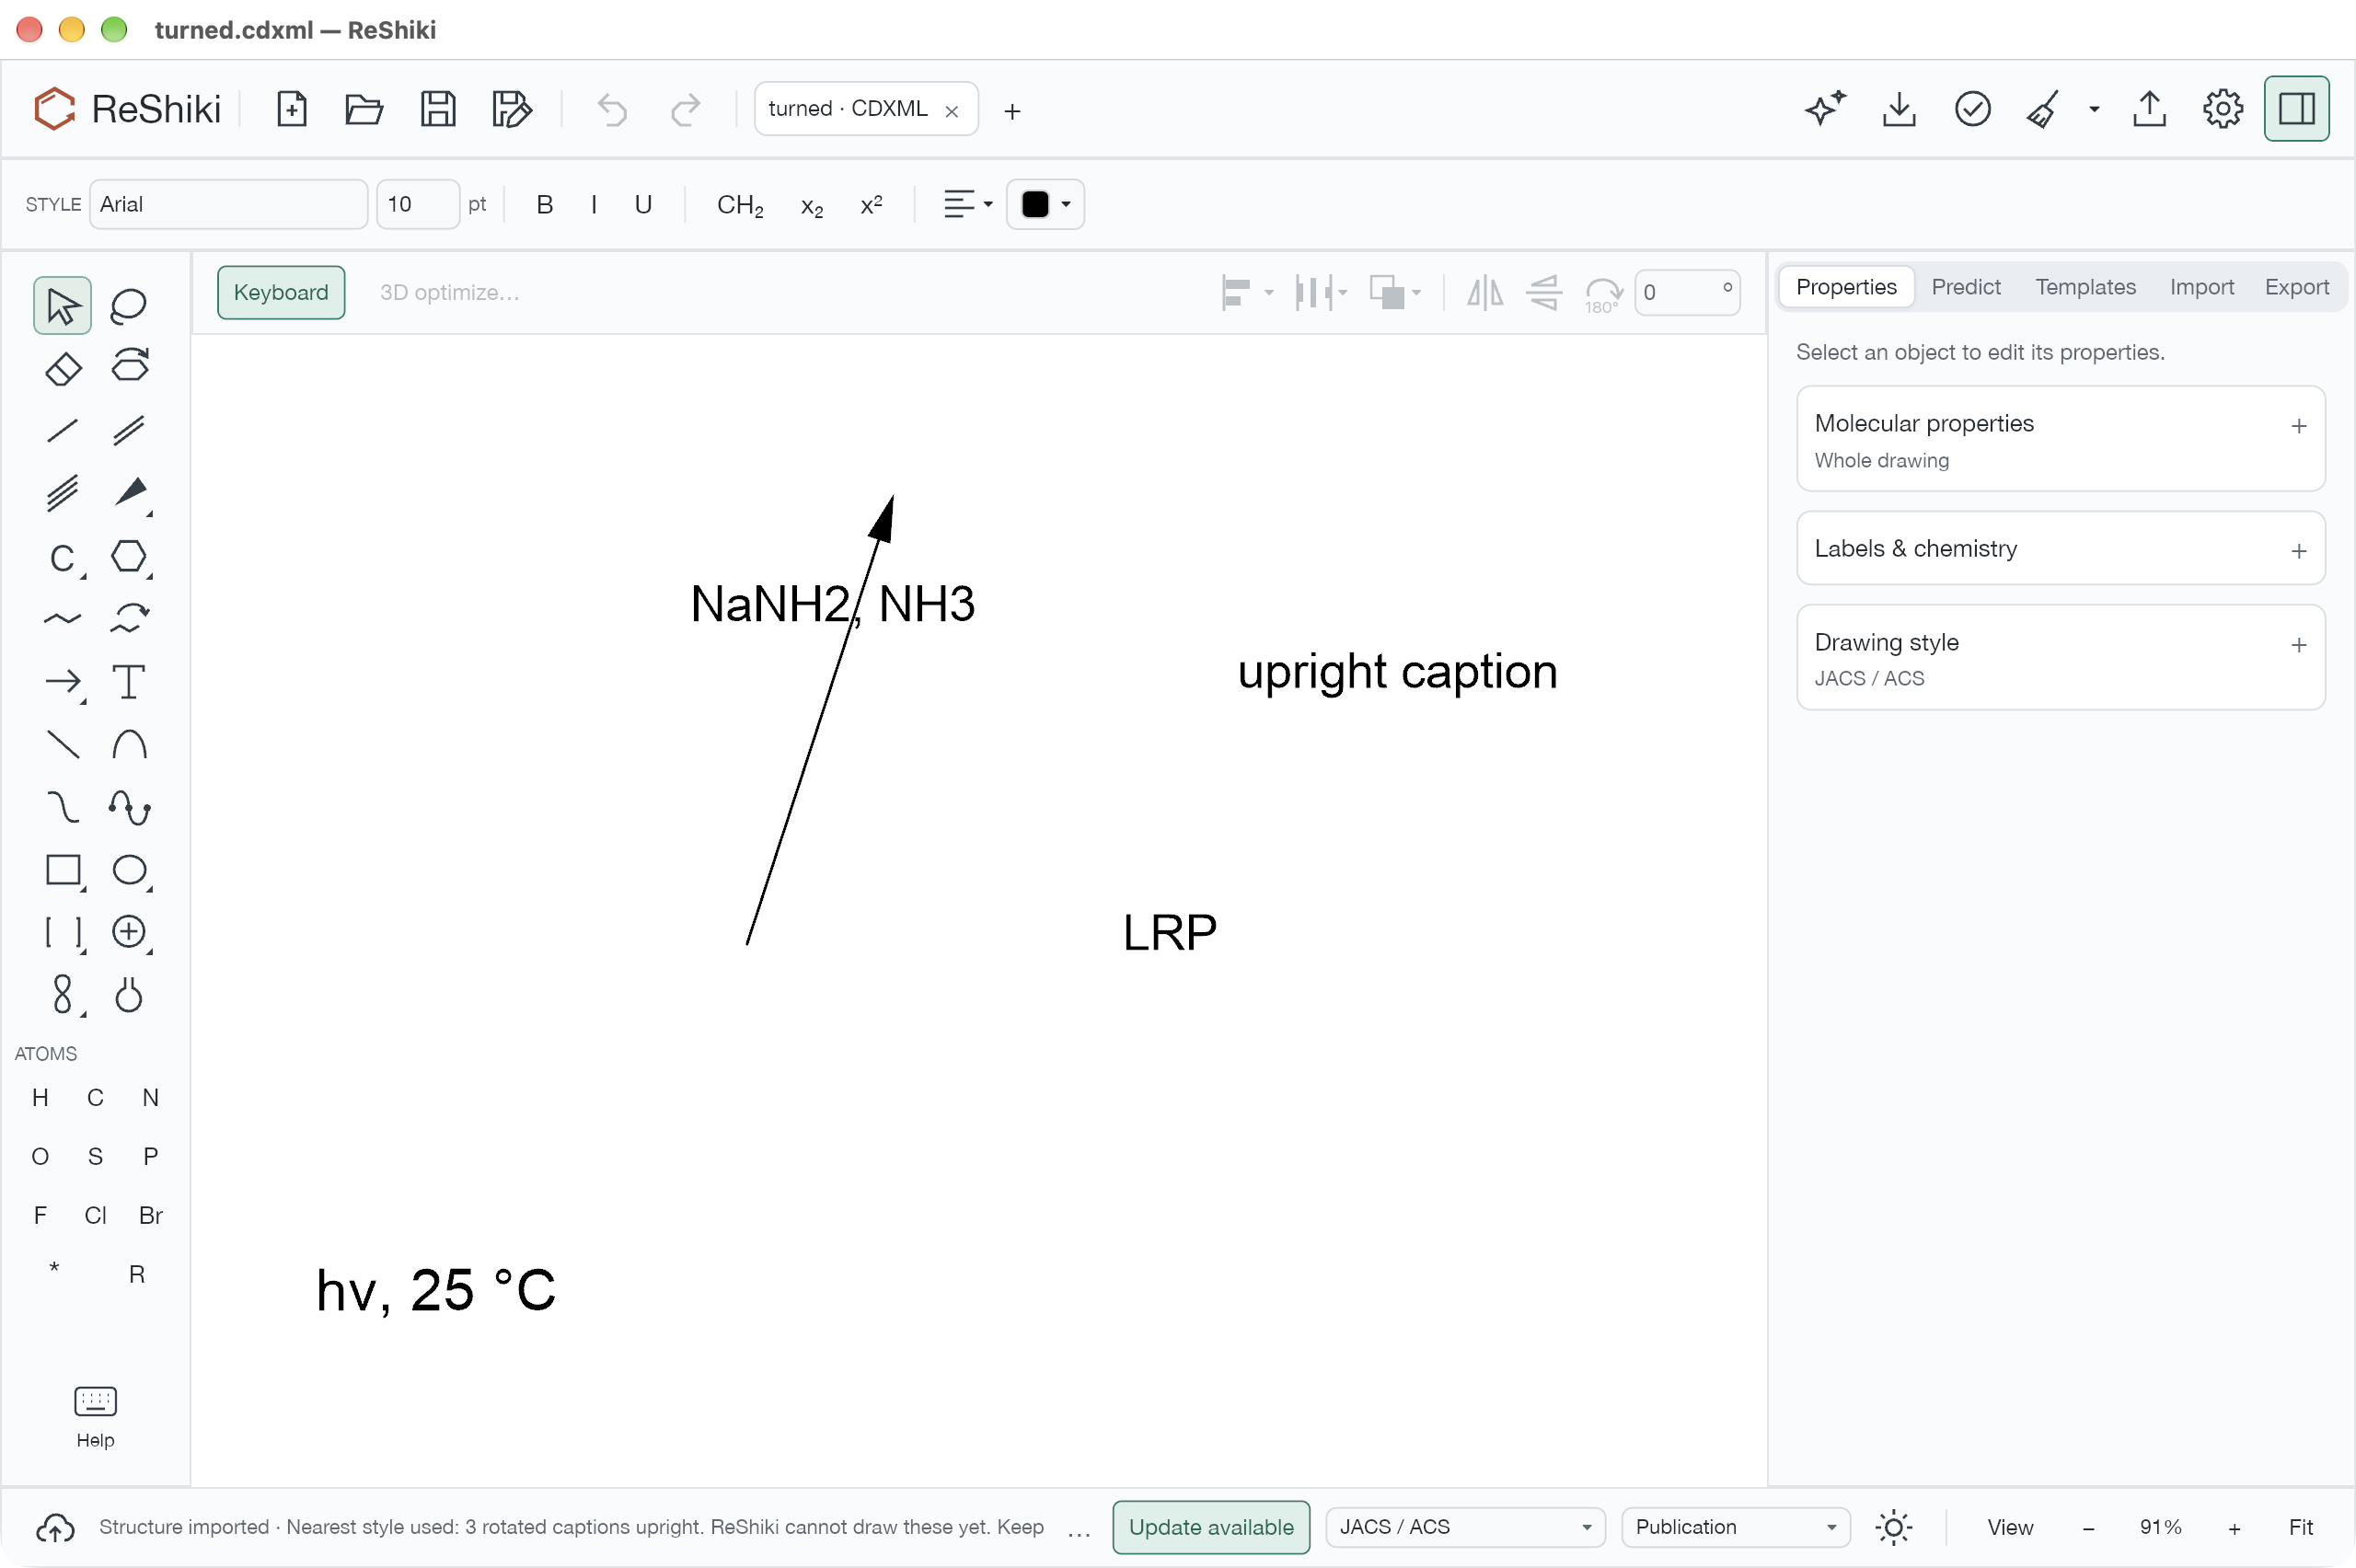 turned.cdxml — ReShiki
ReShiki
turned · CDXML ×
+
STYLE Arial 10 pt B I U CH₂ x₂ x²
Keyboard 3D optimize... 180° 0 °
Properties Predict Templates Import Export
Select an object to edit its properties.
Molecular properties +
Whole drawing
Labels & chemistry +
Drawing style +
JACS / ACS
C
T
NaNH2, NH3
upright caption
LRP
hv, 25 °C
ATOMS
H C N
O S P
F Cl Br
* R
Help
Structure imported · Nearest style used: 3 rotated captions upright. ReShiki cannot draw these yet. Keep ...
Update available
JACS / ACS
Publication
View − 91% + Fit